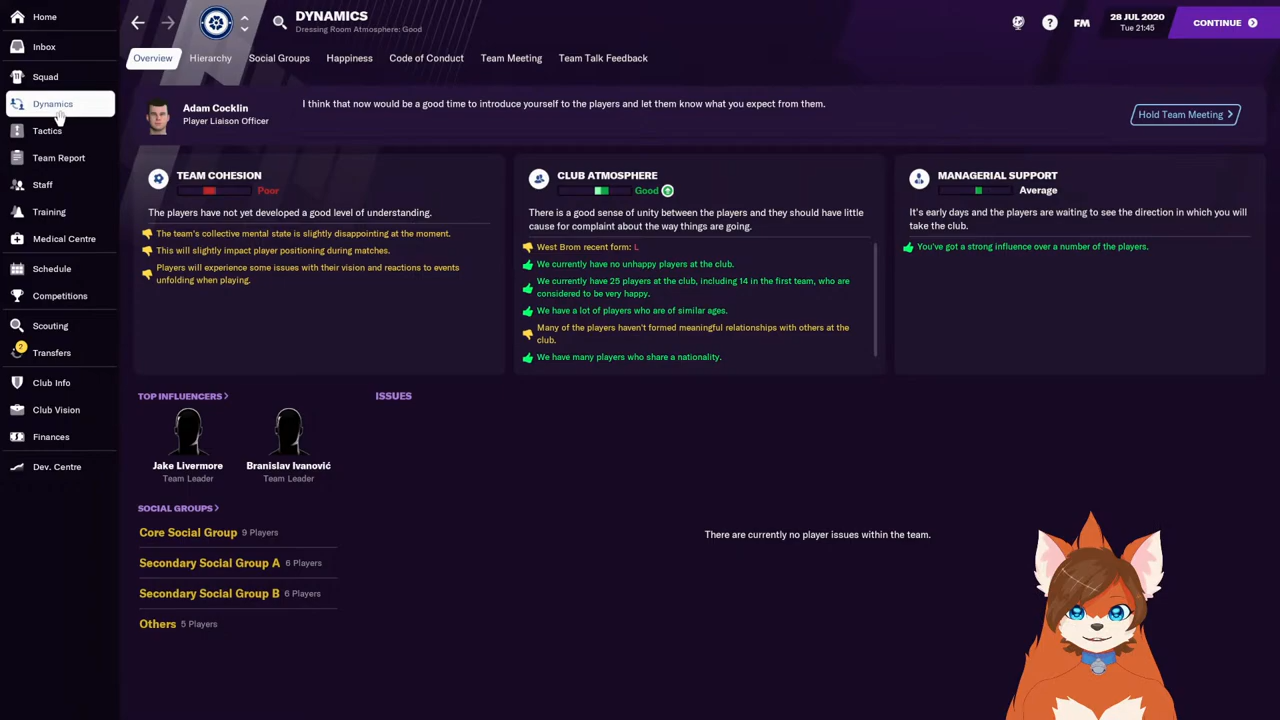 Home
Inbox
Squad
Dynamics
Tactics
Team Report
Staff
Training
Medical Centre
Schedule
Competitions
Scouting
2
Transfers
Club Info
Club Vision
Finances
Dev. Centre
DYNAMICS
Dressing Room Atmosphere: Good
?
FM
28 JUL 2020
Tue 21:45
CONTINUE
Overview
Hierarchy
Social Groups
Happiness
Code of Conduct
Team Meeting
Team Talk Feedback
Adam Cocklin
Player Liaison Officer
I think that now would be a good time to introduce yourself to the players and let them know what you expect from them.
Hold Team Meeting
TEAM COHESION
Poor
The players have not yet developed a good level of understanding.
The team's collective mental state is slightly disappointing at the moment.
This will slightly impact player positioning during matches.
Players will experience some issues with their vision and reactions to events
unfolding when playing.
CLUB ATMOSPHERE
Good
There is a good sense of unity between the players and they should have little
cause for complaint about the way things are going.
West Brom recent form: L
We currently have no unhappy players at the club.
We currently have 25 players at the club, including 14 in the first team, who are
considered to be very happy.
We have a lot of players who are of similar ages.
Many of the players haven't formed meaningful relationships with others at the
club.
We have many players who share a nationality.
MANAGERIAL SUPPORT
Average
It's early days and the players are waiting to see the direction in which you will
take the club.
You've got a strong influence over a number of the players.
TOP INFLUENCERS
Jake Livermore
Team Leader
Branislav Ivanović
Team Leader
SOCIAL GROUPS
Core Social Group 9 Players
Secondary Social Group A 6 Players
Secondary Social Group B 6 Players
Others 5 Players
ISSUES
There are currently no player issues within the team.